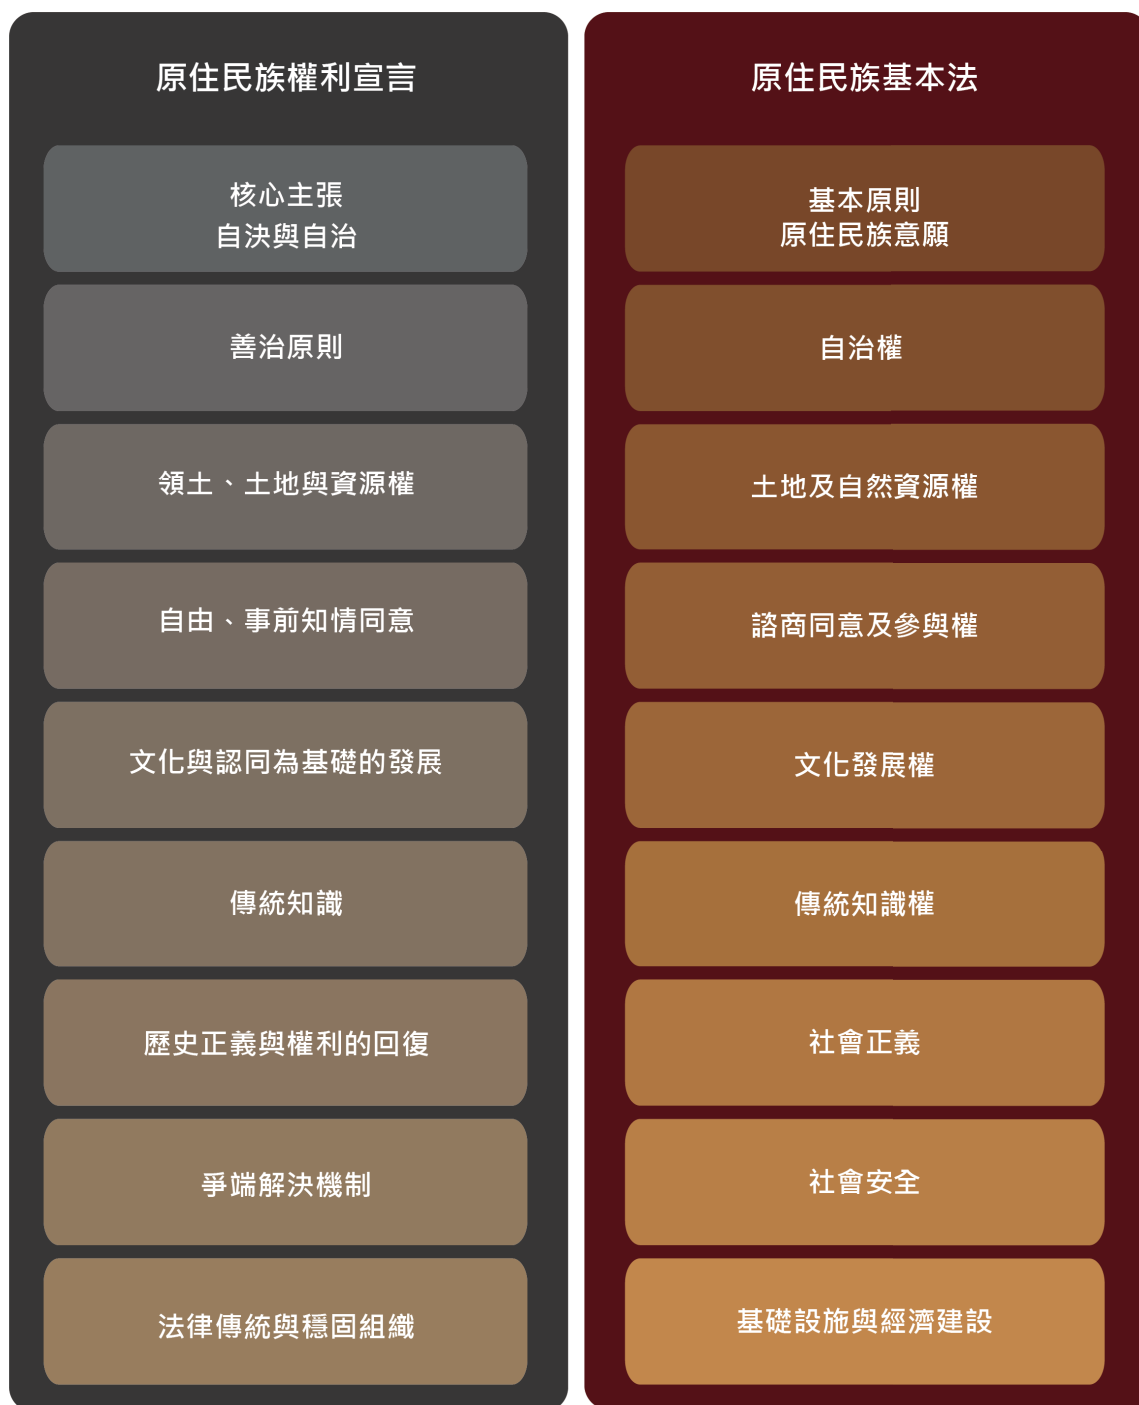 原住民族權利宣言
核心主張
自決與自治
善治原則
領土、土地與資源權
自由、事前知情同意
文化與認同為基礎的發展
傳統知識
歷史正義與權利的回復
爭端解決機制
法律傳統與穩固組織
原住民族基本法
基本原則
原住民族意願
自治權
土地及自然資源權
諮商同意及參與權
文化發展權
傳統知識權
社會正義
社會安全
基礎設施與經濟建設